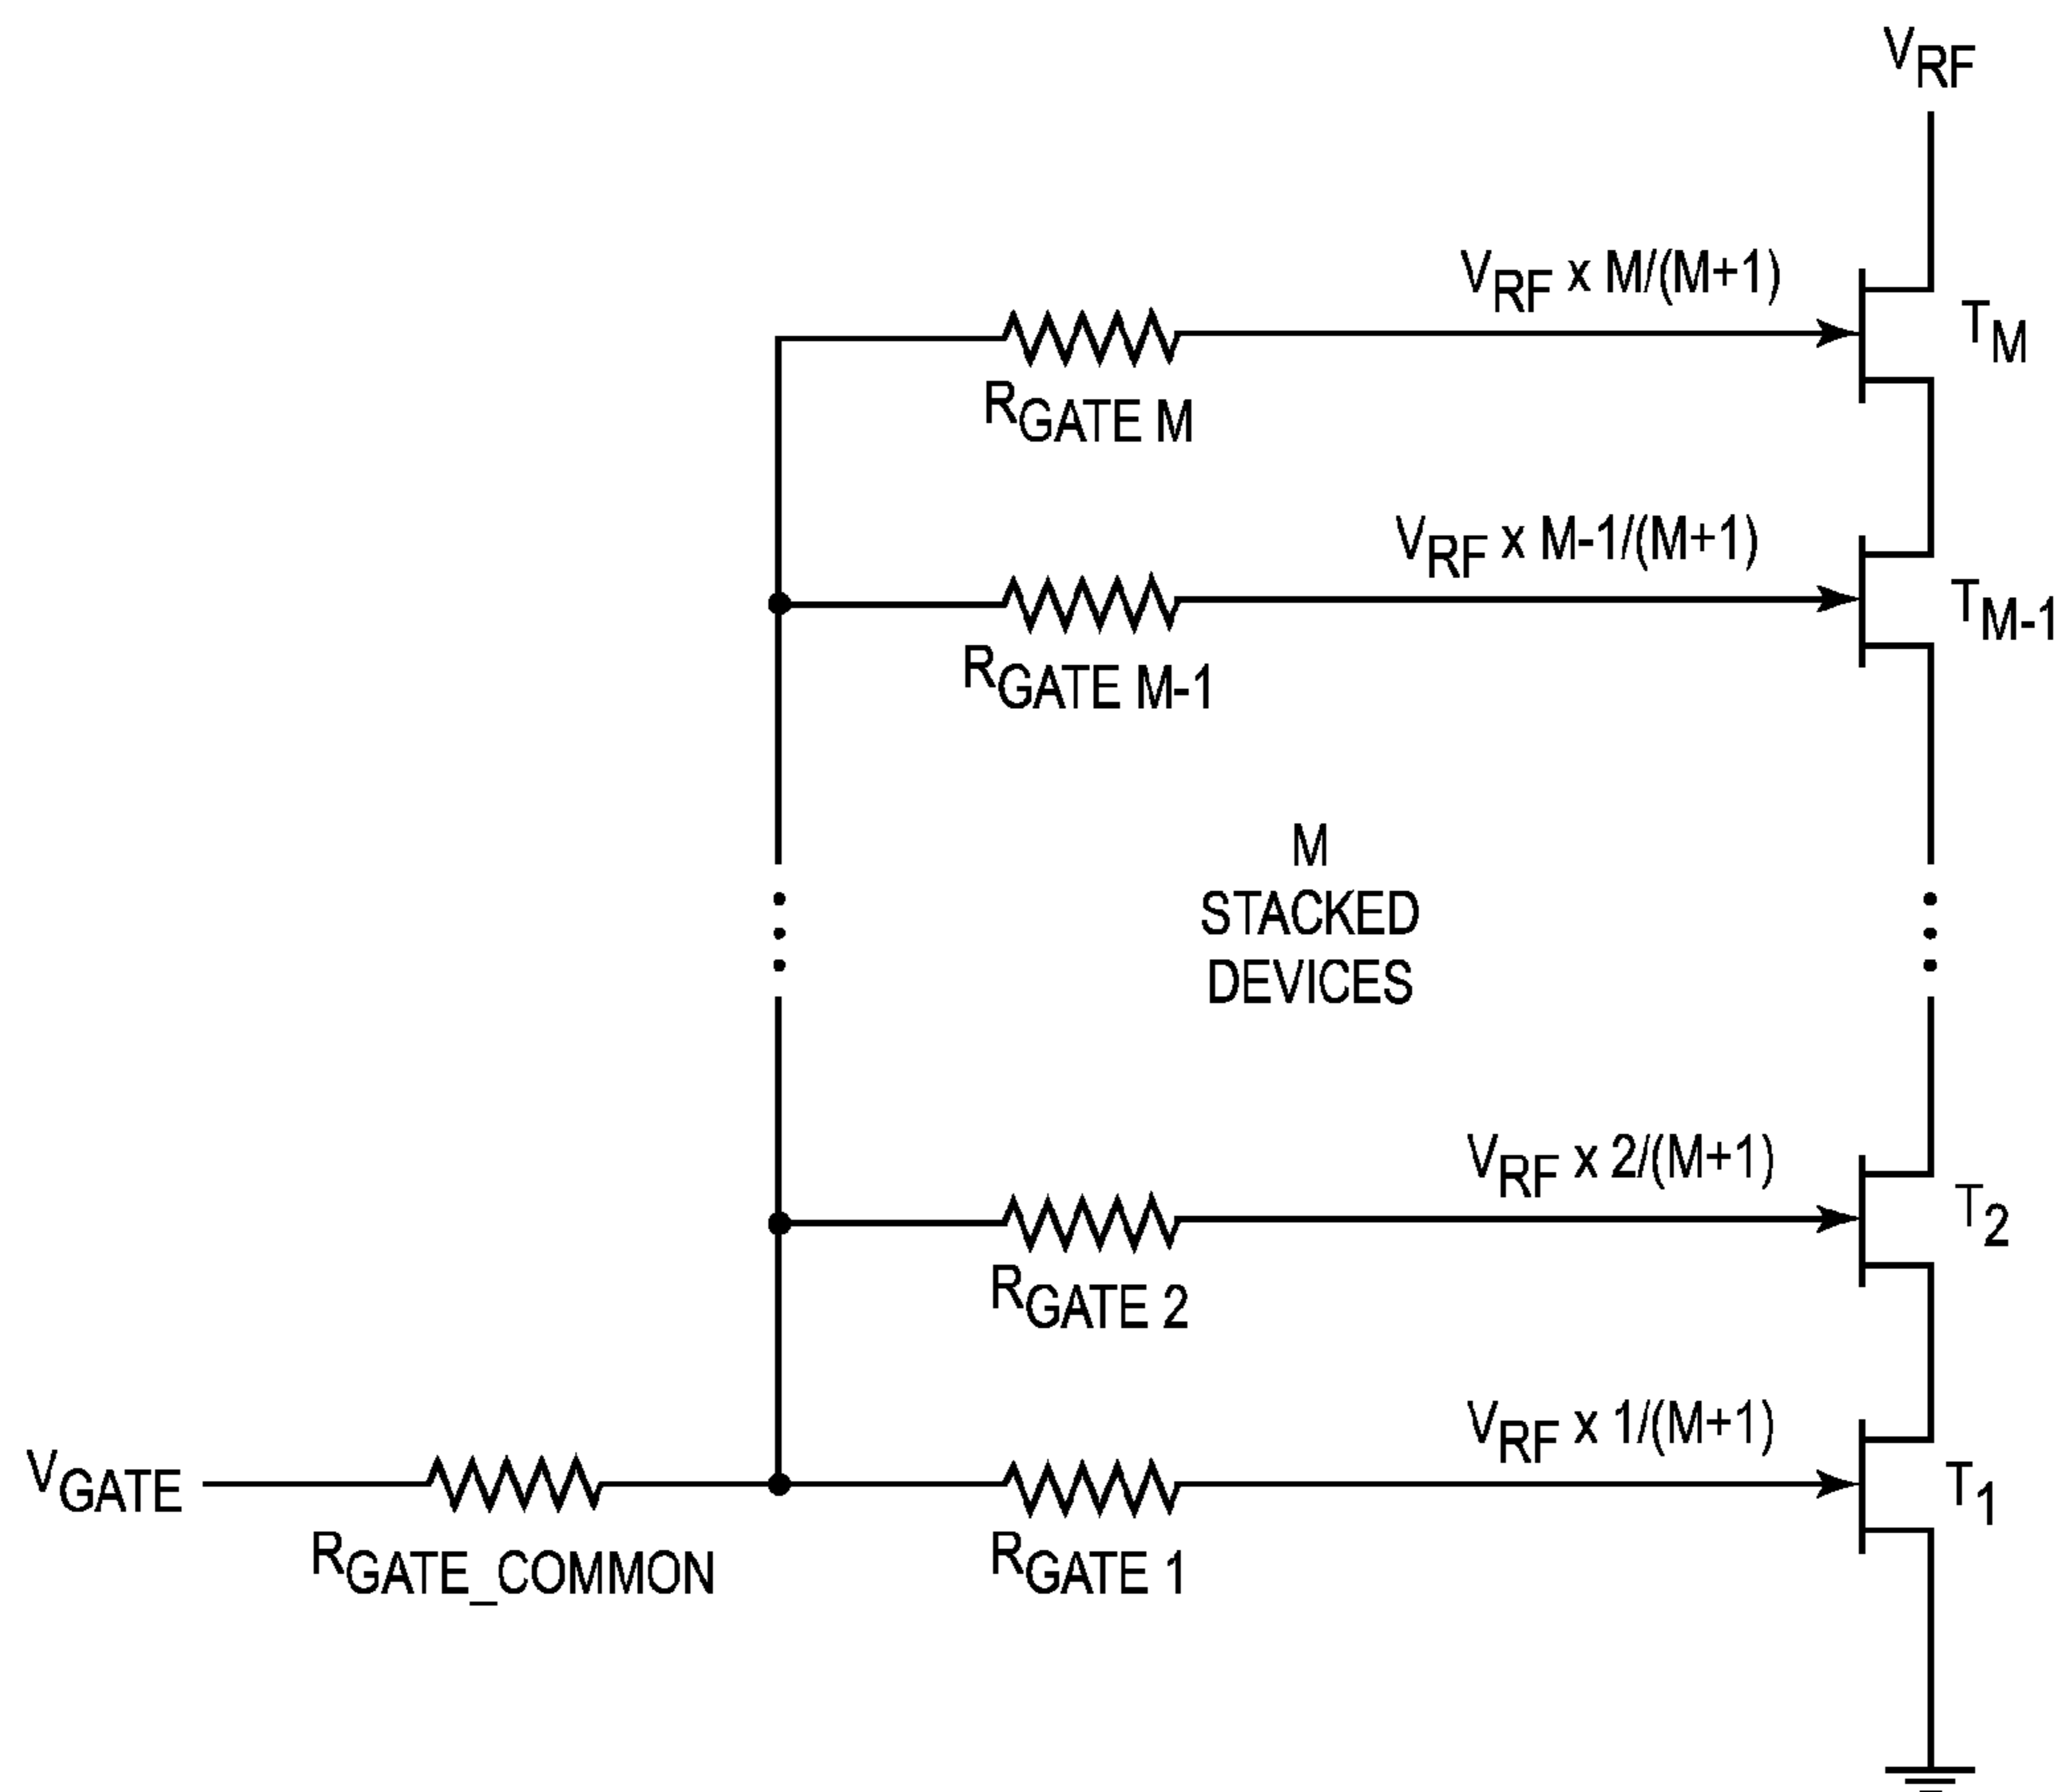 VRF
VRF x M/(M+1)
TM
RGATE M
VRF x M-1/(M+1)
TM-1
RGATE M-1
M
STACKED
DEVICES
VRF x 2/(M+1)
T2
RGATE 2
VRF x 1/(M+1)
VGATE
T1
RGATE_COMMON
RGATE 1